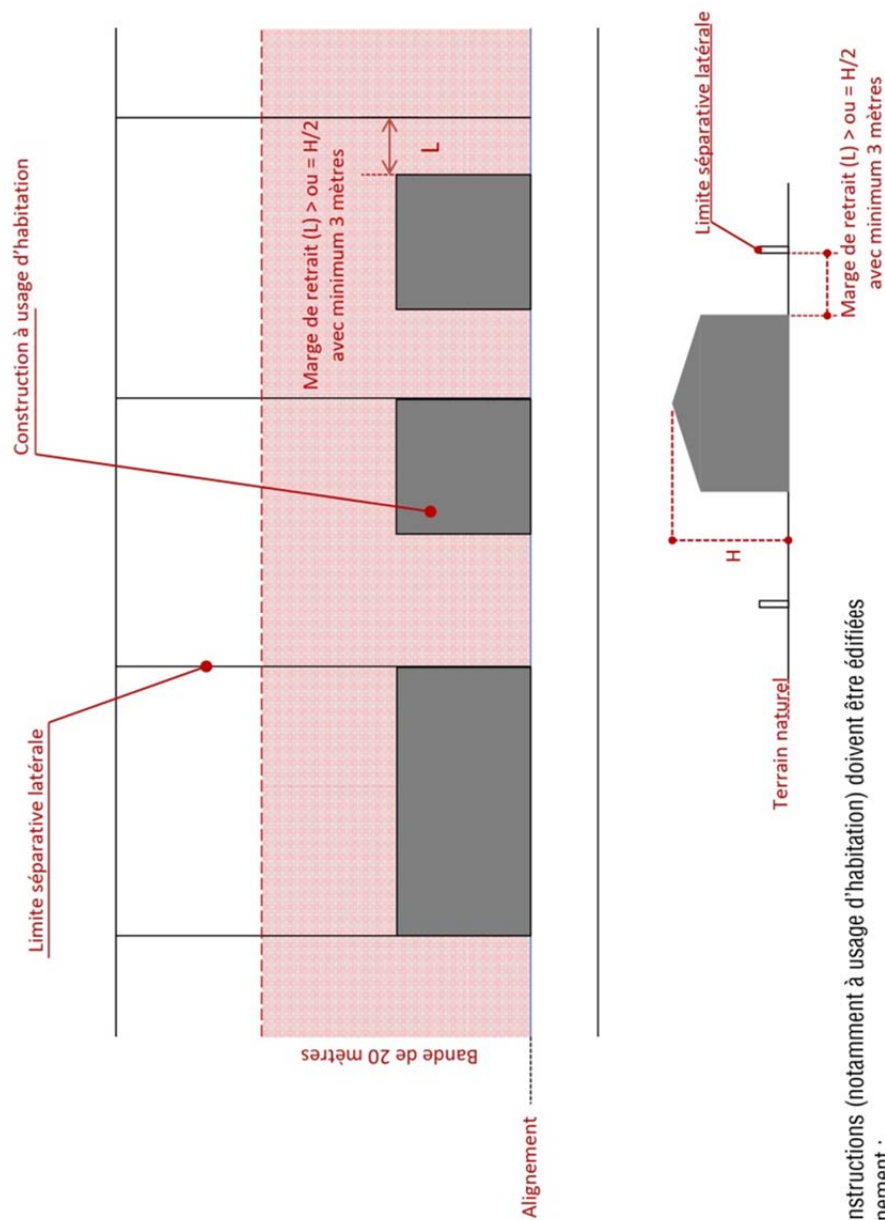 Limite séparative latérale
Construction à usage d'habitation
Bande de 20 mètres
Marge de retrait (L) > ou = H/2
avec minimum 3 mètres
L
Alignement
Limite séparative latérale
H
Terrain naturel
Marge de retrait (L) > ou = H/2
avec minimum 3 mètres
nstructions (notamment à usage d'habitation) doivent être édifiées
nement :